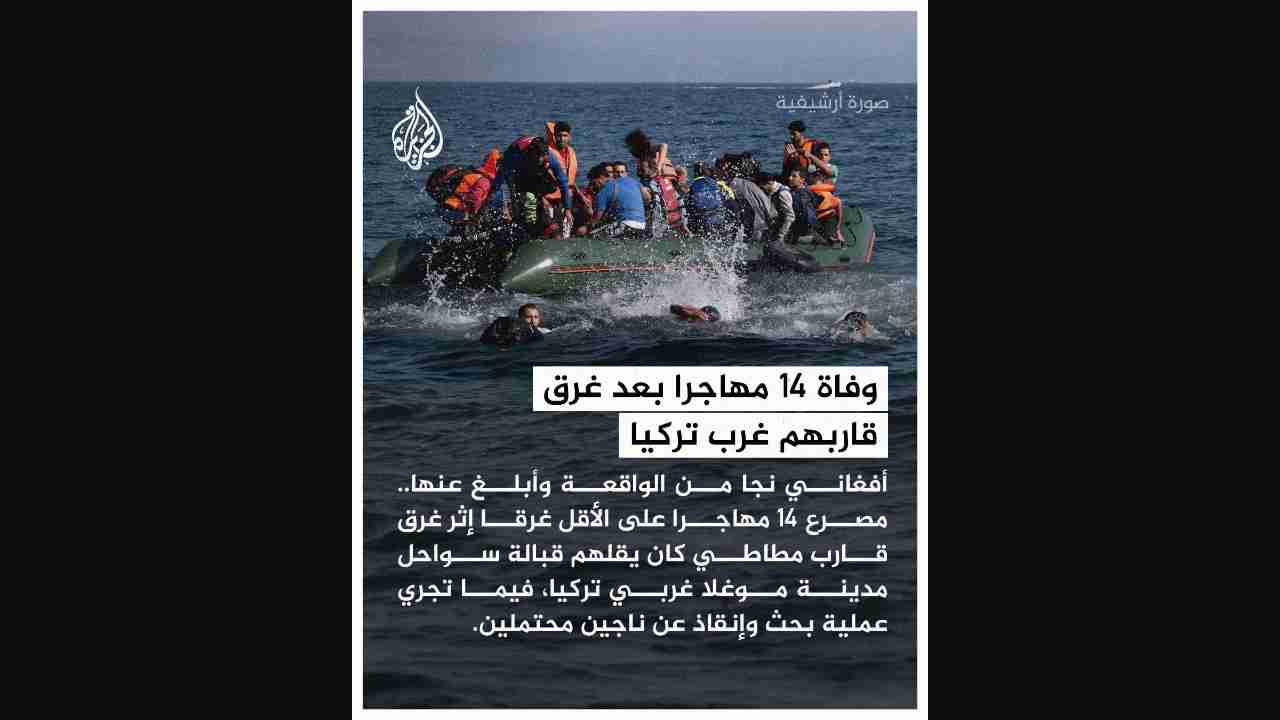 صورة أرشيفية
الجزيرة
وفاة 14 مهاجرا بعد غرق
قاربهم غرب تركيا
أفغاني نجا من الواقعة وأبلغ عنها..
مصرع 14 مهاجرا على الأقل غرقا إثر غرق
قارب مطاطي كان يقلهم قبالة سواحل
مدينة موغلا غربي تركيا، فيما تجري
عملية بحث وإنقاذ عن ناجين محتملين.